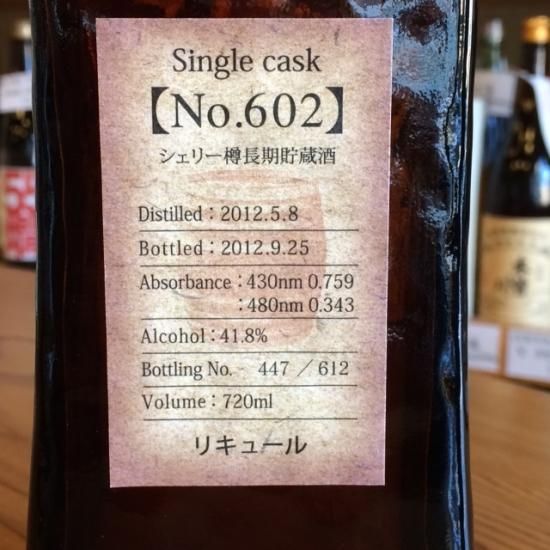 Single cask
【No.602】
シェリー樽長期貯蔵酒
Distilled : 2012.5.8
Bottled : 2012.9.25
Absorbance : 430nm 0.759
: 480nm 0.343
Alcohol : 41.8%
Bottling No. 447 ／612
Volume : 720ml
リキュール